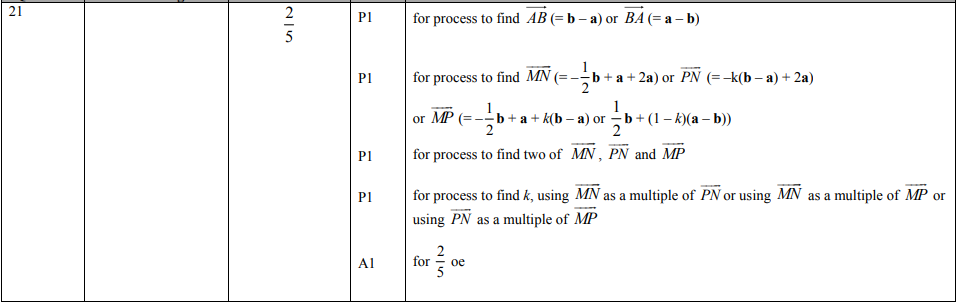 21
2/5
P1 for process to find AB⃗ (= b – a) or BA⃗ (= a – b)
P1 for process to find MN⃗ (= –1/2 b + a + 2a) or PN⃗ (= –k(b – a) + 2a)
or MP⃗ (= –1/2 b + a + k(b – a) or 1/2 b + (1 – k)(a – b))
P1 for process to find two of MN⃗ , PN⃗ and MP⃗
P1 for process to find k, using MN⃗ as a multiple of PN⃗ or using MN⃗ as a multiple of MP⃗ or
using PN⃗ as a multiple of MP⃗
A1 for 2/5 oe